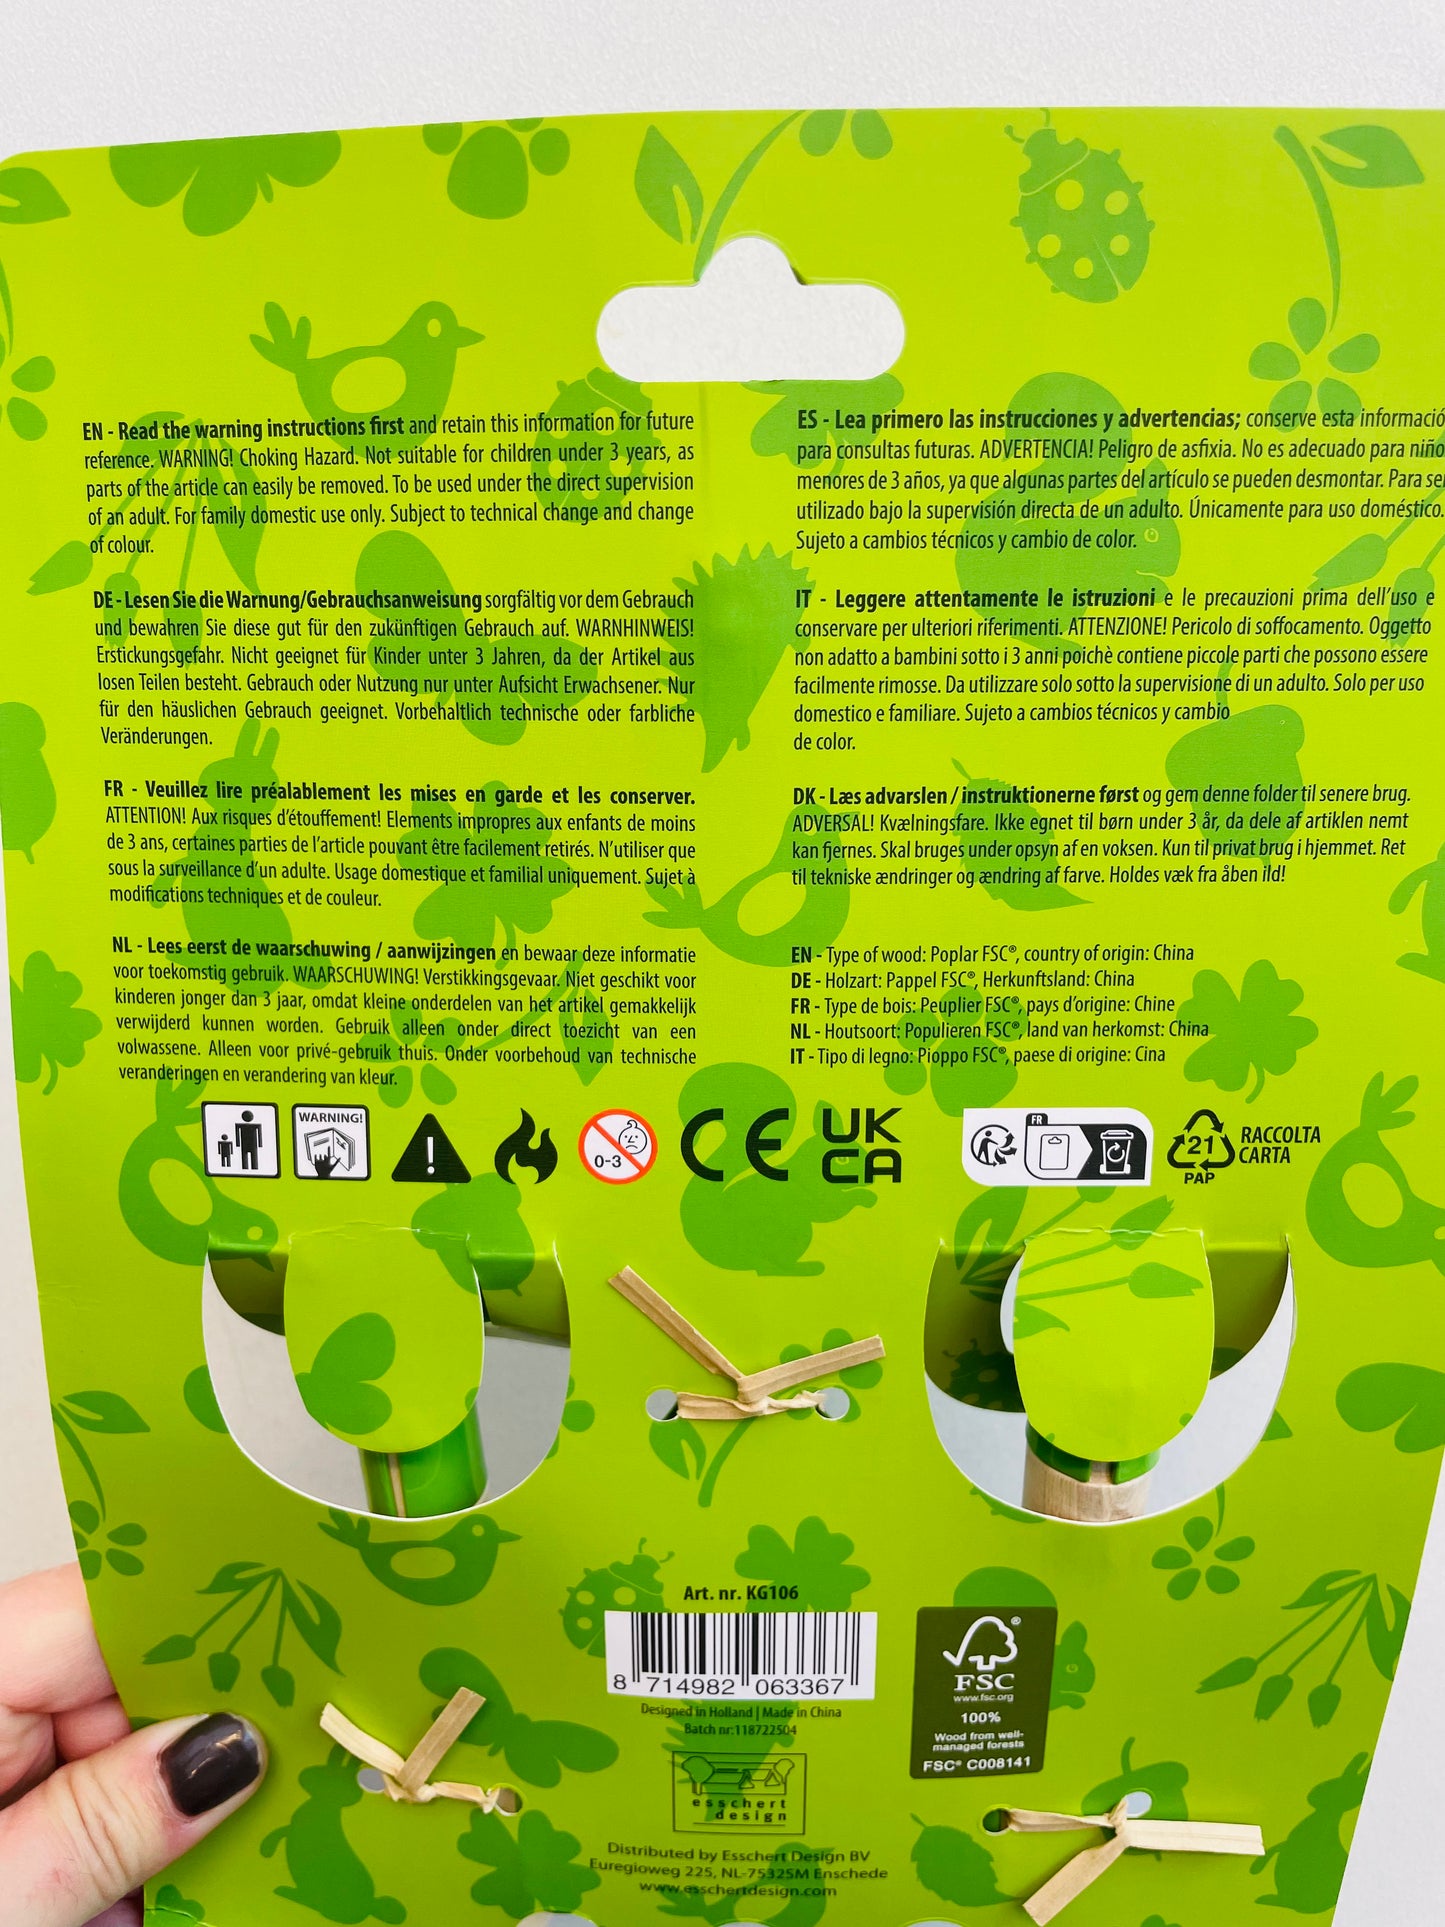 EN - Read the warning instructions first and retain this information for future
reference. WARNING! Choking Hazard. Not suitable for children under 3 years, as
parts of the article can easily be removed. To be used under the direct supervision
of an adult. For family domestic use only. Subject to technical change and change
of colour.
DE - Lesen Sie die Warnung/Gebrauchsanweisung sorgfältig vor dem Gebrauch
und bewahren Sie diese gut für den zukünftigen Gebrauch auf. WARNHINWEIS!
Erstickungsgefahr. Nicht geeignet für Kinder unter 3 Jahren, da der Artikel aus
losen Teilen besteht. Gebrauch oder Nutzung nur unter Aufsicht Erwachsener. Nur
für den häuslichen Gebrauch geeignet. Vorbehaltlich technische oder farbliche
Veränderungen.
FR - Veuillez lire préalablement les mises en garde et les conserver.
ATTENTION! Aux risques d'étouffement! Elements impropres aux enfants de moins
de 3 ans, certaines parties de l'article pouvant être facilement retirés. N'utiliser que
sous la surveillance d'un adulte. Usage domestique et familial uniquement. Sujet à
modifications techniques et de couleur.
NL - Lees eerst de waarschuwing / aanwijzingen en bewaar deze informatie
voor toekomstig gebruik. WAARSCHUWING! Verstikkingsgevaar. Niet geschikt voor
kinderen jonger dan 3 jaar, omdat kleine onderdelen van het artikel gemakkelijk
verwijderd kunnen worden. Gebruik alleen onder direct toezicht van een
volwassene. Alleen voor privé-gebruik thuis. Onder voorbehoud van technische
veranderingen en verandering van kleur.
ES - Lea primero las instrucciones y advertencias; conserve esta informació
para consultas futuras. ADVERTENCIA! Peligro de asfixia. No es adecuado para niño
menores de 3 años, ya que algunas partes del artículo se pueden desmontar. Para ser
utilizado bajo la supervisión directa de un adulto. Únicamente para uso doméstico.
Sujeto a cambios técnicos y cambio de color.
IT - Leggere attentamente le istruzioni e le precauzioni prima dell'uso e
conservare per ulteriori riferimenti. ATTENZIONE! Pericolo di soffocamento. Oggetto
non adatto a bambini sotto i 3 anni poichè contiene piccole parti che possono essere
facilmente rimosse. Da utilizzare solo sotto la supervisione di un adulto. Solo per uso
domestico e familiare. Sujeto a cambios técnicos y cambio
de color.
DK - Læs advarslen / instruktionerne først og gem denne folder til senere brug.
ADVERSAL! Kvælningsfare. Ikke egnet til børn under 3 år, da dele af artiklen nemt
kan fjernes. Skal bruges under opsyn af en voksen. Kun til privat brug i hjemmet. Ret
til tekniske ændringer og ændring af farve. Holdes væk fra åben ild!
EN - Type of wood: Poplar FSC®, country of origin: China
DE - Holzart: Pappel FSC®, Herkunftsland: China
FR - Type de bois: Peuplier FSC®, pays d'origine: Chine
NL - Houtsoort: Populieren FSC®, land van herkomst: China
IT - Tipo di legno: Pioppo FSC®, paese di origine: Cina
WARNING!
0-3
CE
UK
CA
FR
21
PAP
RACCOLTA
CARTA
Art. nr. KG106
8 714982 063367
Designed in Holland | Made in China
Batch nr:118722504
esschert
design
Distributed by Esschert Design BV
Euregioweg 225, NL-7532SM Enschede
www.esschertdesign.com
FSC
®
www.fsc.org
100%
Wood from well-
managed forests
FSC® C008141